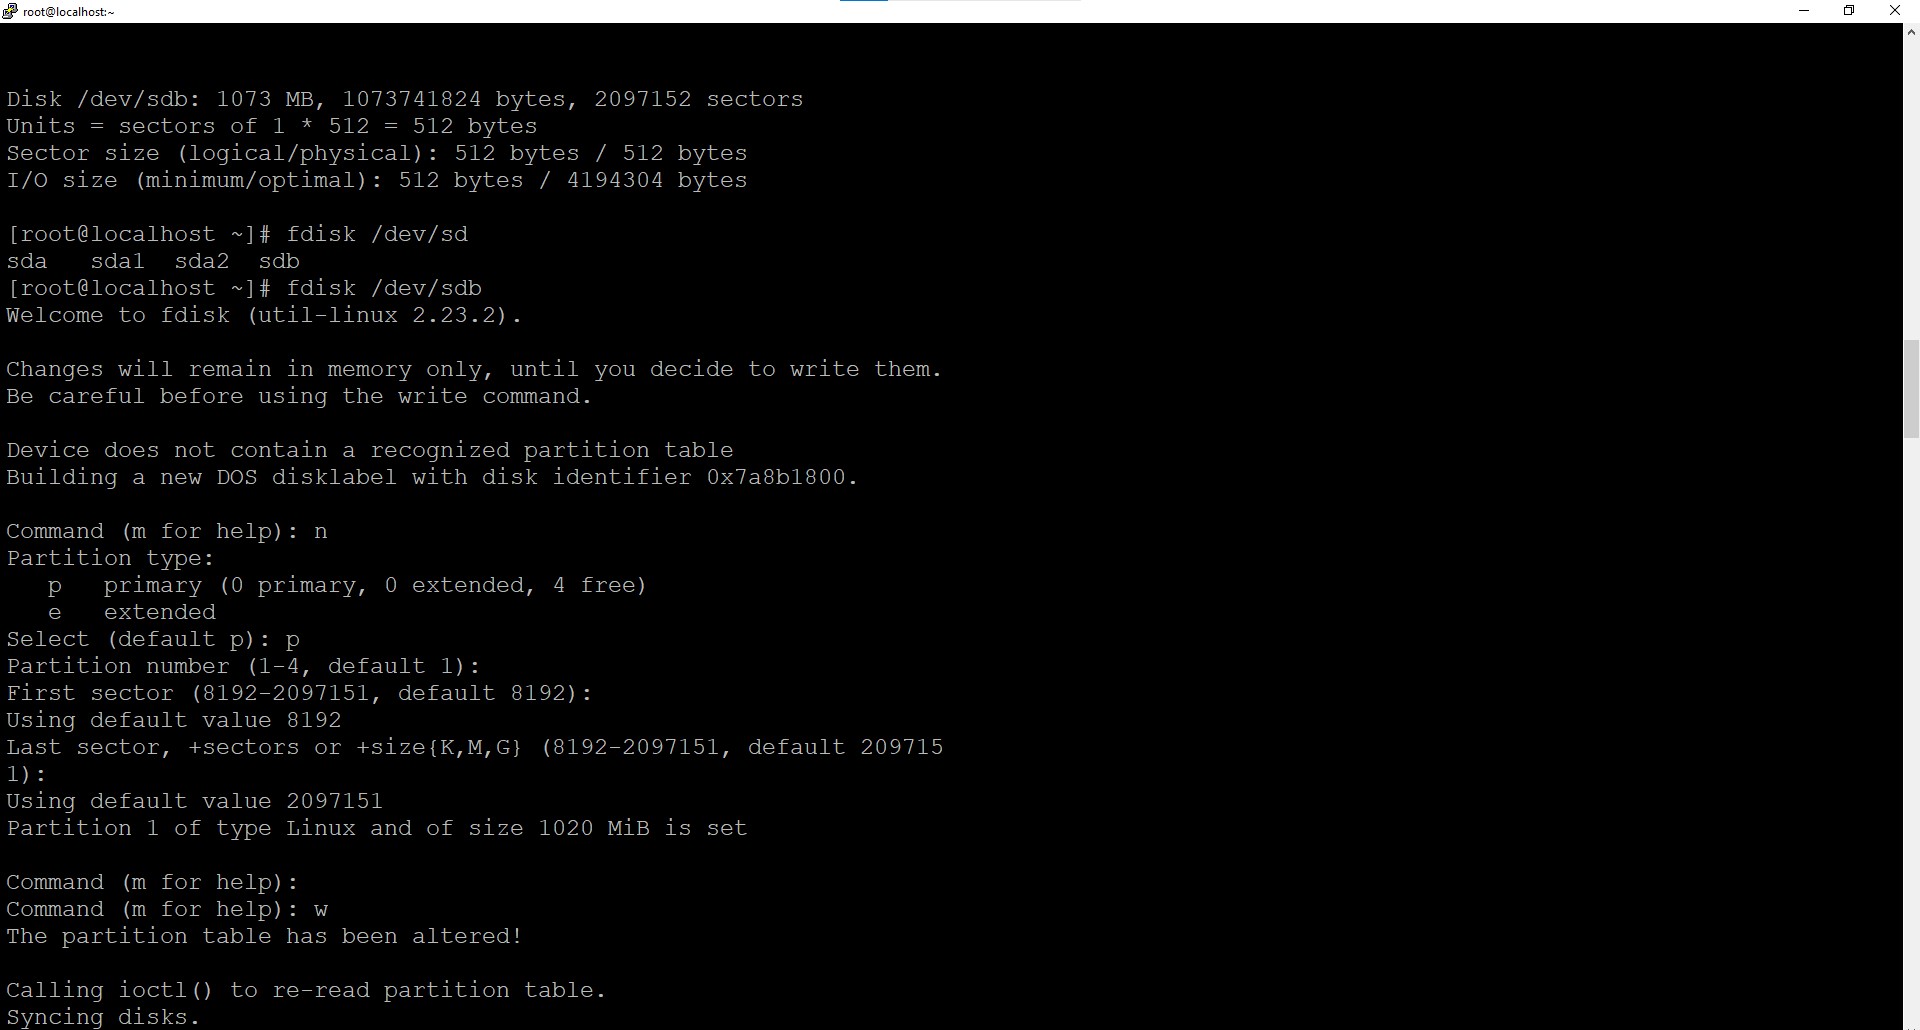 root@localhost:~
Disk /dev/sdb: 1073 MB, 1073741824 bytes, 2097152 sectors
Units = sectors of 1 * 512 = 512 bytes
Sector size (logical/physical): 512 bytes / 512 bytes
I/O size (minimum/optimal): 512 bytes / 4194304 bytes
[root@localhost ~]# fdisk /dev/sd
sda   sda1  sda2  sdb
[root@localhost ~]# fdisk /dev/sdb
Welcome to fdisk (util-linux 2.23.2).
Changes will remain in memory only, until you decide to write them.
Be careful before using the write command.
Device does not contain a recognized partition table
Building a new DOS disklabel with disk identifier 0x7a8b1800.
Command (m for help): n
Partition type:
   p   primary (0 primary, 0 extended, 4 free)
   e   extended
Select (default p): p
Partition number (1-4, default 1):
First sector (8192-2097151, default 8192):
Using default value 8192
Last sector, +sectors or +size{K,M,G} (8192-2097151, default 209715
1):
Using default value 2097151
Partition 1 of type Linux and of size 1020 MiB is set
Command (m for help):
Command (m for help): w
The partition table has been altered!
Calling ioctl() to re-read partition table.
Syncing disks.